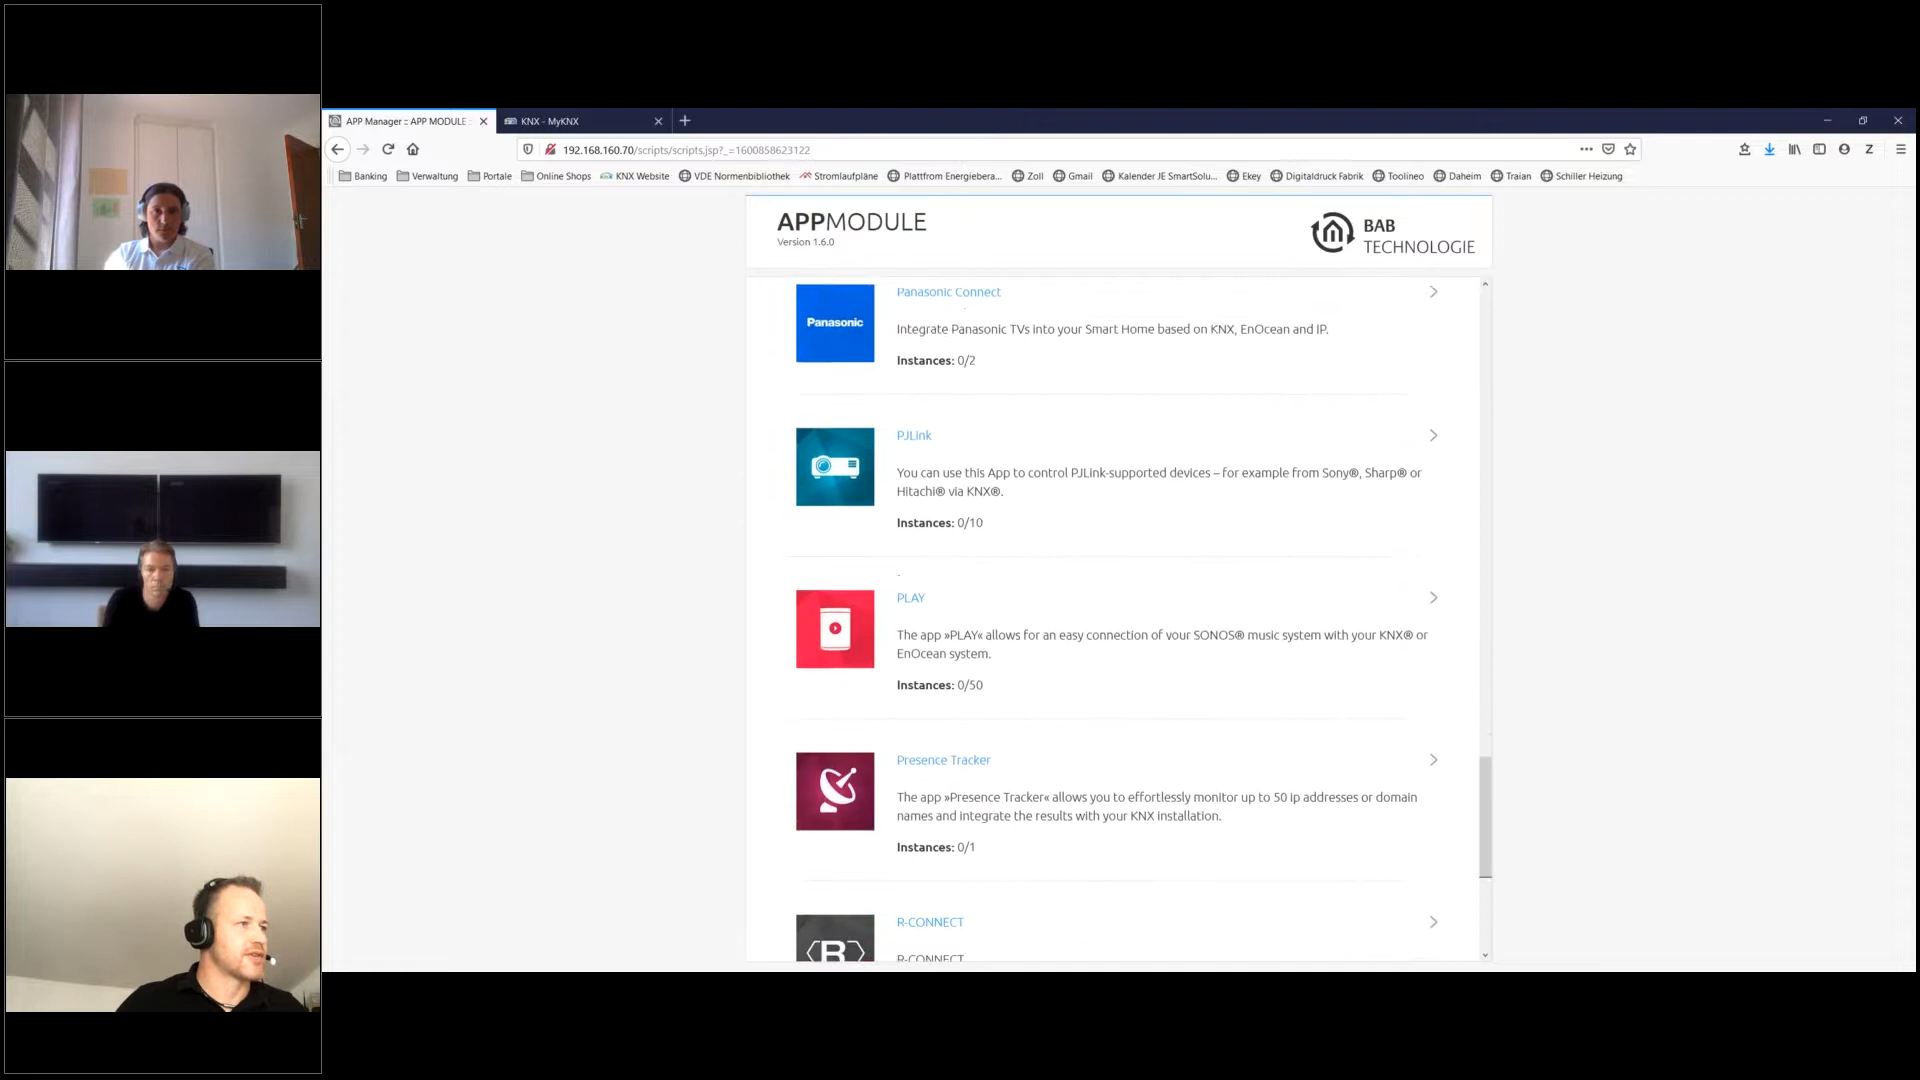 APP Manager :: APP MODULE :
KNX - MyKNX
192.168.160.70/scripts/scripts.jsp?_=1600858623122
Z
Banking
Verwaltung
Portale
Online Shops
KNX Website
VDE Normenbibliothek
Stromlaufpläne
Plattfrom Energiebera...
Zoll
Gmail
Kalender JE SmartSolu...
Ekey
Digitaldruck Fabrik
Toolineo
Daheim
Traian
Schiller Heizung
APPMODULE
Version 1.6.0
BAB
TECHNOLOGIE
Panasonic
Panasonic Connect
Integrate Panasonic TVs into your Smart Home based on KNX, EnOcean and IP.
Instances: 0/2
PJLink
You can use this App to control PJLink-supported devices – for example from Sony®, Sharp® or
Hitachi® via KNX®.
Instances: 0/10
PLAY
The app »PLAY« allows for an easy connection of your SONOS® music system with your KNX® or
EnOcean system.
Instances: 0/50
Presence Tracker
The app »Presence Tracker« allows you to effortlessly monitor up to 50 ip addresses or domain
names and integrate the results with your KNX installation.
Instances: 0/1
R
R-CONNECT
R-CONNECT